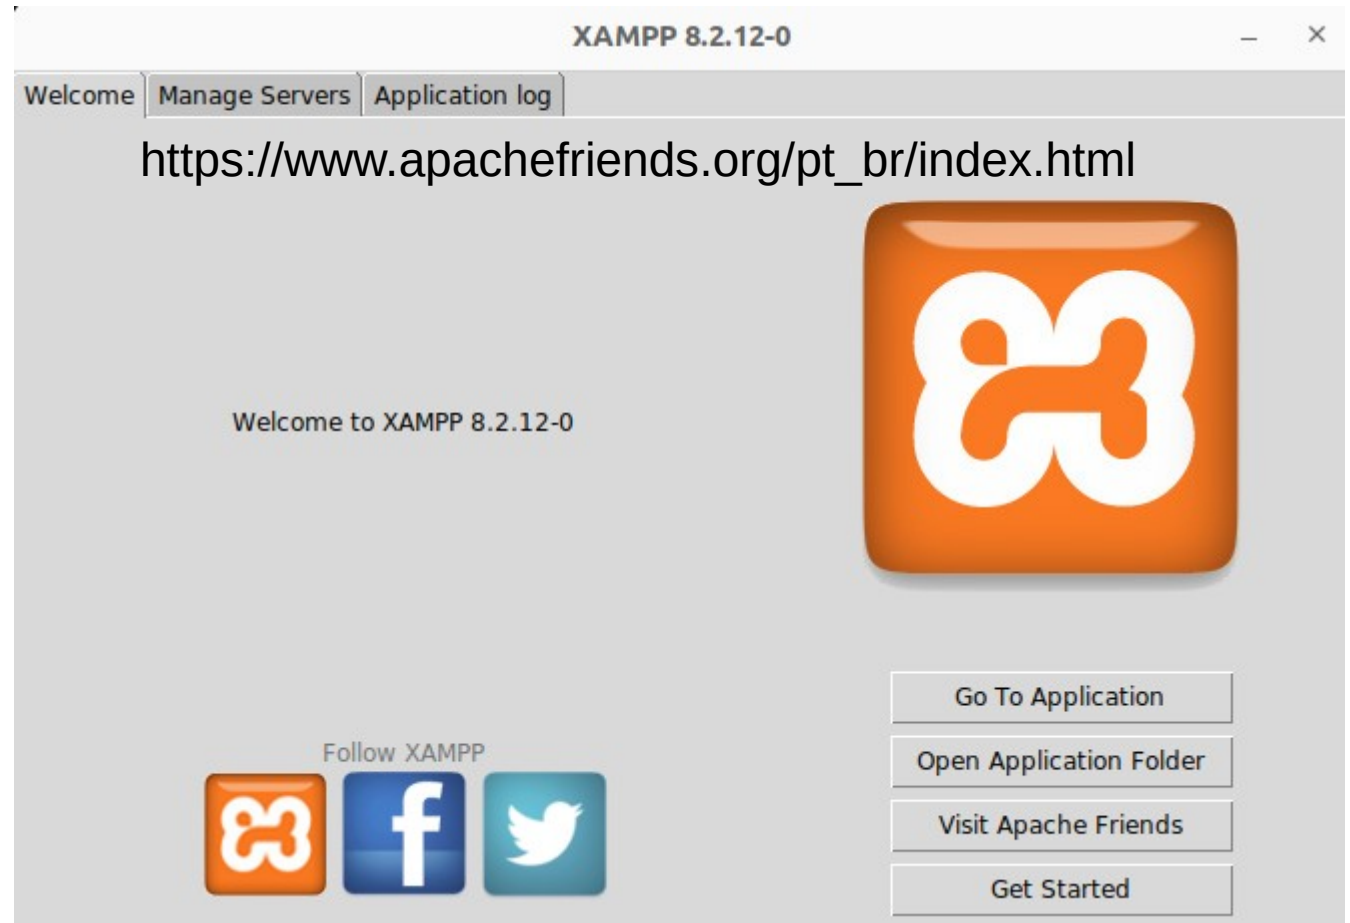 XAMPP 8.2.12-0
Welcome Manage Servers Application log
https://www.apachefriends.org/pt_br/index.html
Welcome to XAMPP 8.2.12-0
Go To Application
Open Application Folder
Visit Apache Friends
Get Started
Follow XAMPP